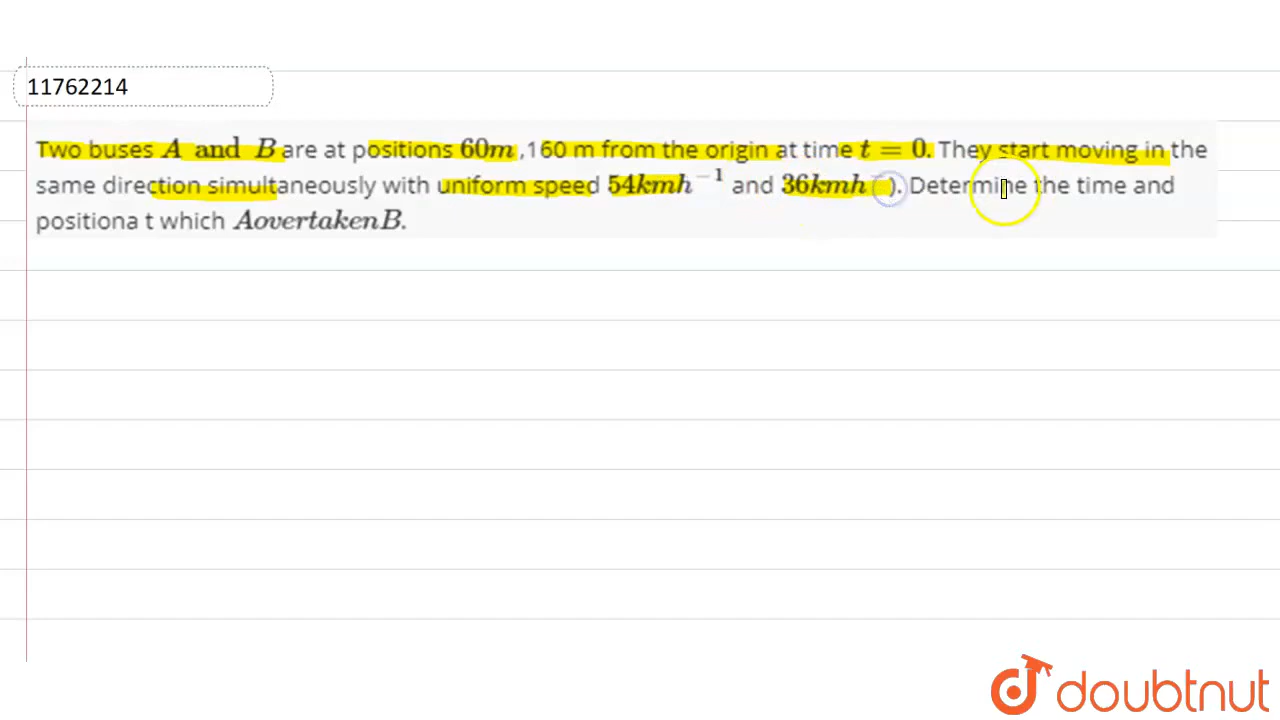 11762214
Two buses A and B are at positions 60m ,160 m from the origin at time t = 0. They start moving in the
same direction simultaneously with uniform speed 54kmh⁻¹ and 36kmh⁻ ). Determine the time and
positiona t which AovertakenB.
doubtnut